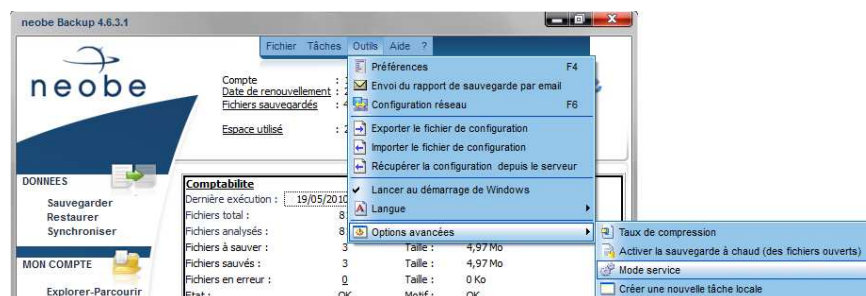 neobe Backup 4.6.3.1
Fichier Tâches Outils Aide ?
neobe
Compte :
Date de renouvellement :
Fichiers sauvegardés :
Espace utilisé :
Préférences F4
Envoi du rapport de sauvegarde par email
Configuration réseau F6
Exporter le fichier de configuration
Importer le fichier de configuration
Récupérer la configuration depuis le serveur
Lancer au démarrage de Windows
Langue
Options avancées
Taux de compression
Activer la sauvegarde à chaud (des fichiers ouverts)
Mode service
Créer une nouvelle tâche locale
DONNEES
Sauvegarder
Restaurer
Synchroniser
MON COMPTE
Explorer-Parcourir
Comptabilite
Dernière exécution : 19/05/2010
Fichiers total : 8
Fichiers analysés : 8
Fichiers à sauver : 3 Taille : 4,97 Mo
Fichiers sauvés : 3 Taille : 4,97 Mo
Fichiers en erreur : 0 Taille : 0 Ko
Etat : OK Motif : OK